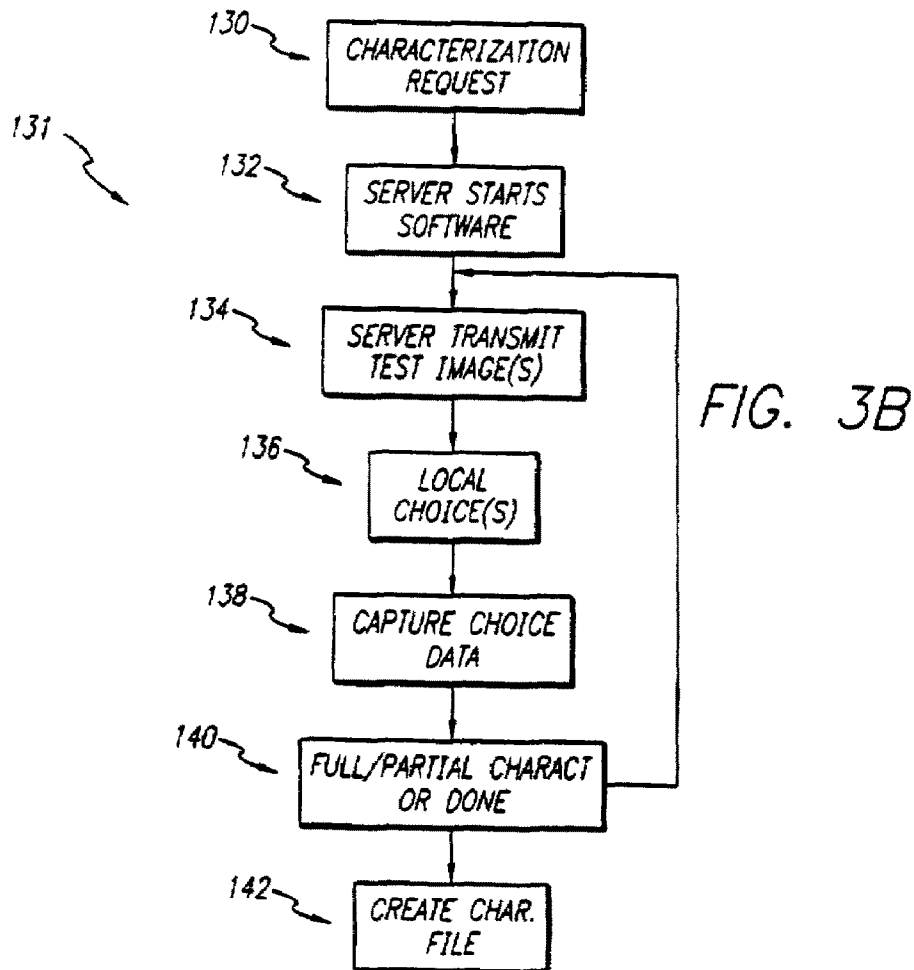 130
CHARACTERIZATION
REQUEST
131
132
SERVER STARTS
SOFTWARE
134
SERVER TRANSMIT
TEST IMAGE(S)
FIG. 3B
136
LOCAL
CHOICE(S)
138
CAPTURE CHOICE
DATA
140
FULL/PARTIAL CHARACT
OR DONE
142
CREATE CHAR.
FILE